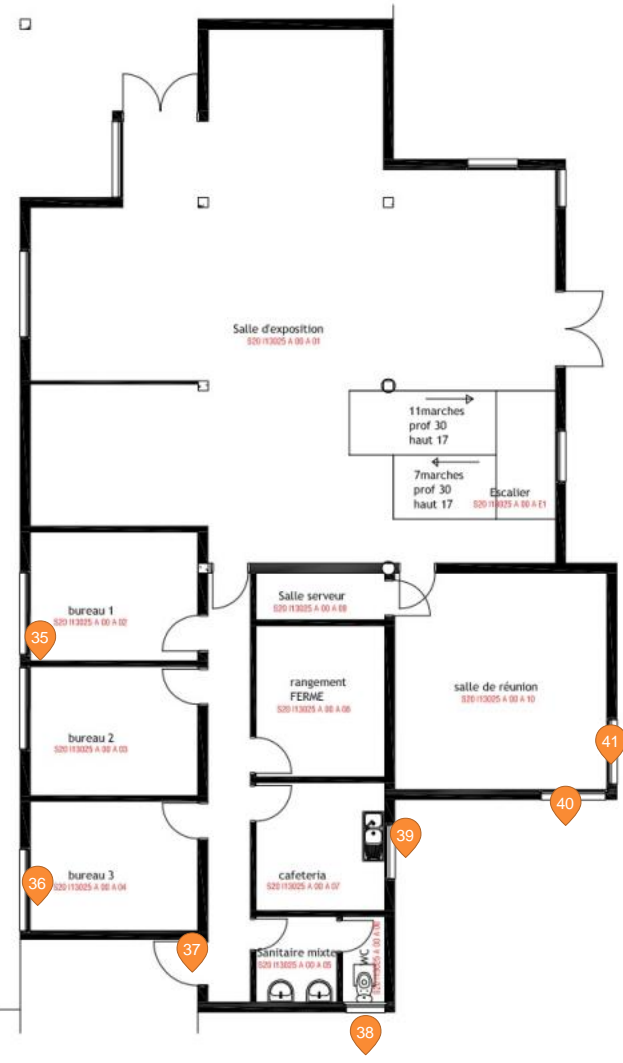 Salle d'exposition
S20 I13025 A 00 A 01
11marches
prof 30
haut 17
7marches
prof 30
haut 17
Escalier
S20 I13025 A 00 A E1
Salle serveur
S20 I13025 A 00 A 09
bureau 1
S20 I13025 A 00 A 02
35
rangement
FERME
S20 I13025 A 00 A 08
salle de réunion
S20 I13025 A 00 A 10
bureau 2
S20 I13025 A 00 A 03
41
40
39
bureau 3
S20 I13025 A 00 A 04
36
cafeteria
S20 I13025 A 00 A 07
37
Sanitaire mixte
S20 I13025 A 00 A 05
WC
S20 I13025 A 00 A 06
38